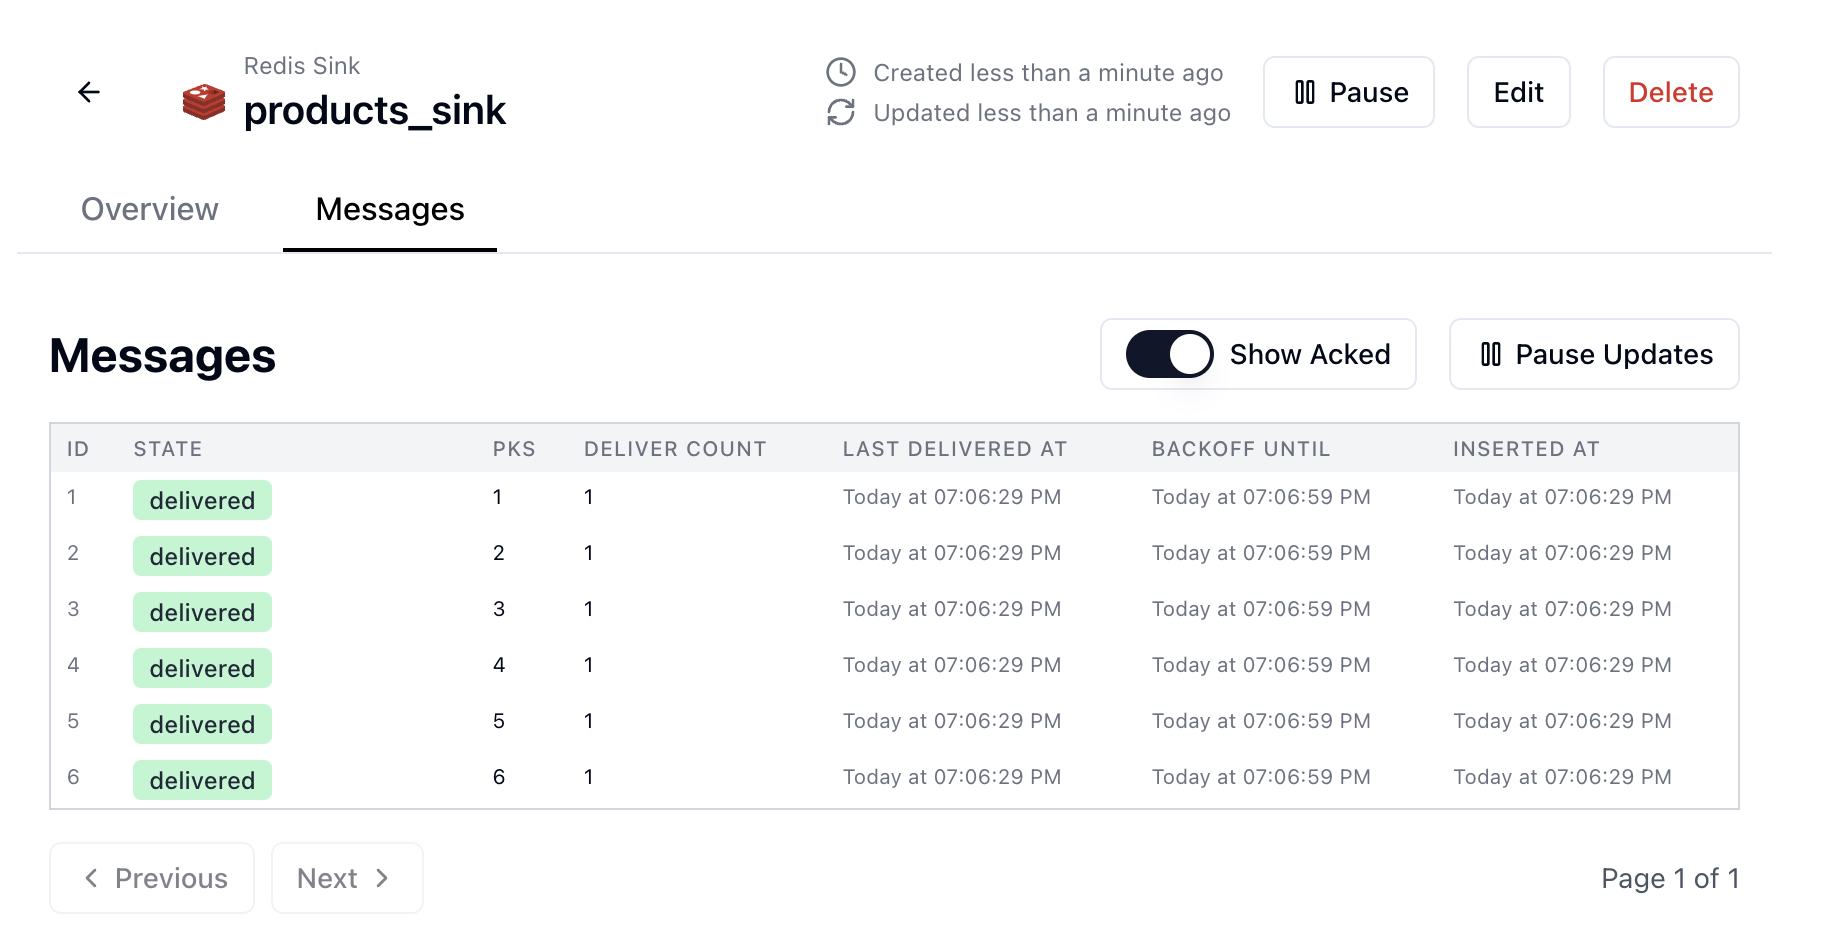 Redis Sink
products_sink
Created less than a minute ago
Updated less than a minute ago
Pause
Edit
Delete
Overview
Messages
Messages
Show Acked
Pause Updates
ID STATE PKS DELIVER COUNT LAST DELIVERED AT BACKOFF UNTIL INSERTED AT
1 delivered 1 1 Today at 07:06:29 PM Today at 07:06:59 PM Today at 07:06:29 PM
2 delivered 2 1 Today at 07:06:29 PM Today at 07:06:59 PM Today at 07:06:29 PM
3 delivered 3 1 Today at 07:06:29 PM Today at 07:06:59 PM Today at 07:06:29 PM
4 delivered 4 1 Today at 07:06:29 PM Today at 07:06:59 PM Today at 07:06:29 PM
5 delivered 5 1 Today at 07:06:29 PM Today at 07:06:59 PM Today at 07:06:29 PM
6 delivered 6 1 Today at 07:06:29 PM Today at 07:06:59 PM Today at 07:06:29 PM
Previous
Next
Page 1 of 1